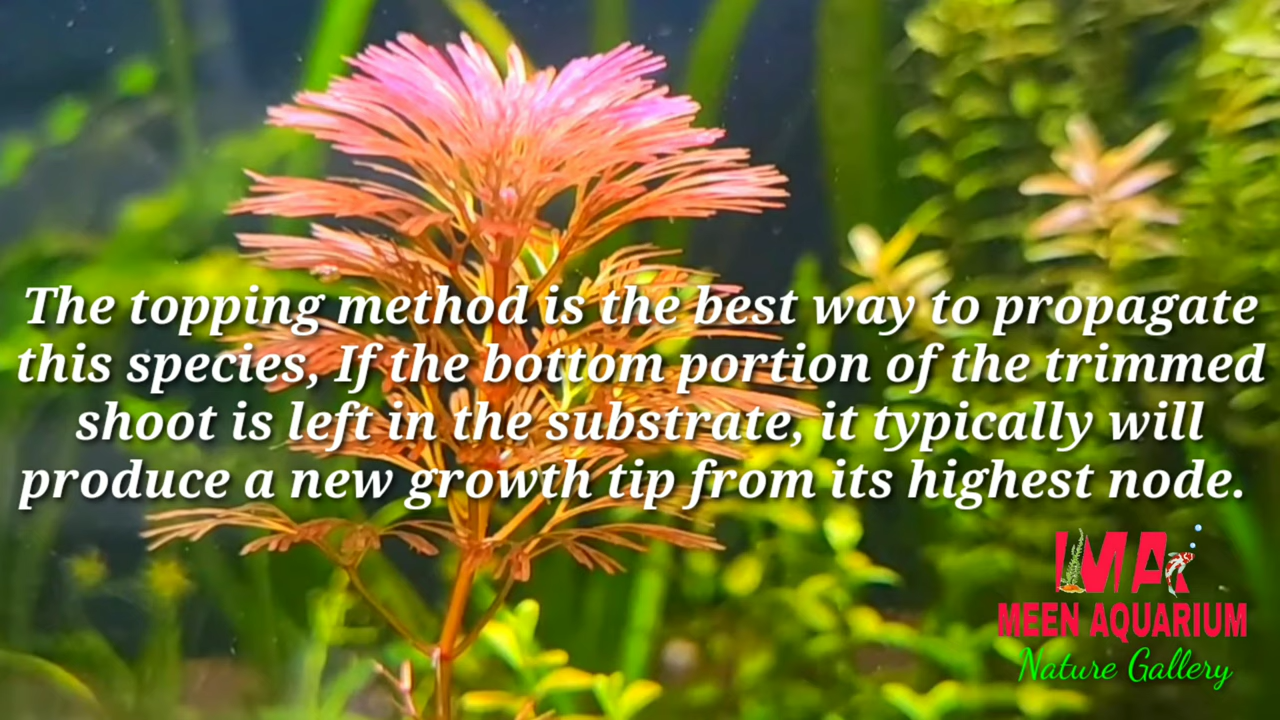 The topping method is the best way to propagate
this species, If the bottom portion of the trimmed
shoot is left in the substrate, it typically will
produce a new growth tip from its highest node.
MA
MEEN AQUARIUM
Nature Gallery